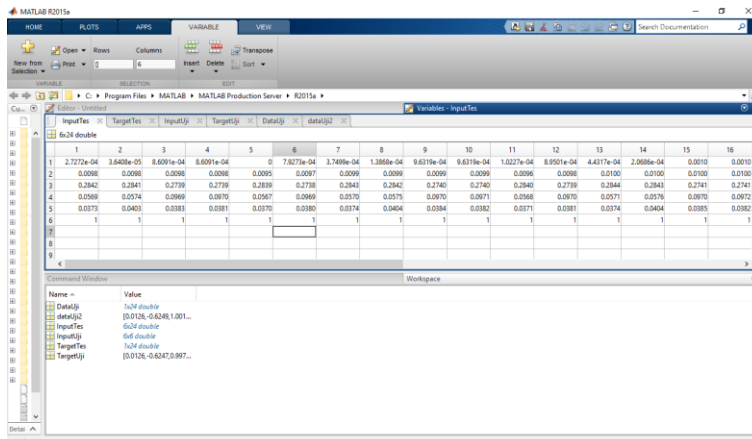 MATLAB R2015a
HOME PLOTS APPS VARIABLE VIEW Search Documentation
New from Selection Open Print Rows Columns Insert Delete Transpose Sort
6
VARIABLE SELECTION EDIT
C: Program Files MATLAB MATLAB Production Server R2015a
Cu... Editor - Untitled Variables - InputTes
InputTes TargetTes InputUji TargetUji DataUji dataUji2
6x24 double
1 2 3 4 5 6 7 8 9 10 11 12 13 14 15 16
1 2.7272e-04 3.6408e-05 8.6091e-04 8.6091e-04 0 7.9273e-04 3.7499e-04 1.3868e-04 9.6319e-04 9.6319e-04 1.0227e-04 8.9501e-04 4.4317e-04 2.0686e-04 0.0010 0.0010
2 0.0098 0.0098 0.0098 0.0098 0.0095 0.0097 0.0099 0.0099 0.0099 0.0099 0.0096 0.0098 0.0100 0.0100 0.0100 0.0100
3 0.2842 0.2841 0.2739 0.2739 0.2839 0.2738 0.2843 0.2842 0.2740 0.2740 0.2840 0.2739 0.2844 0.2843 0.2741 0.2741
4 0.0569 0.0574 0.0969 0.0970 0.0567 0.0969 0.0570 0.0575 0.0970 0.0971 0.0568 0.0970 0.0571 0.0576 0.0970 0.0972
5 0.0373 0.0403 0.0383 0.0381 0.0370 0.0380 0.0374 0.0404 0.0384 0.0382 0.0371 0.0381 0.0374 0.0404 0.0385 0.0382
6 1 1 1 1 1 1 1 1 1 1 1 1 1 1 1 1
7
8
9
Command Window Workspace
Name Value
DataUji 1x24 double
dataUji2 [0.0126,-0.6249,1.001...
InputTes 6x24 double
InputUji 6x6 double
TargetTes 1x24 double
TargetUji [0.0126,-0.6247,0.997...
Detai